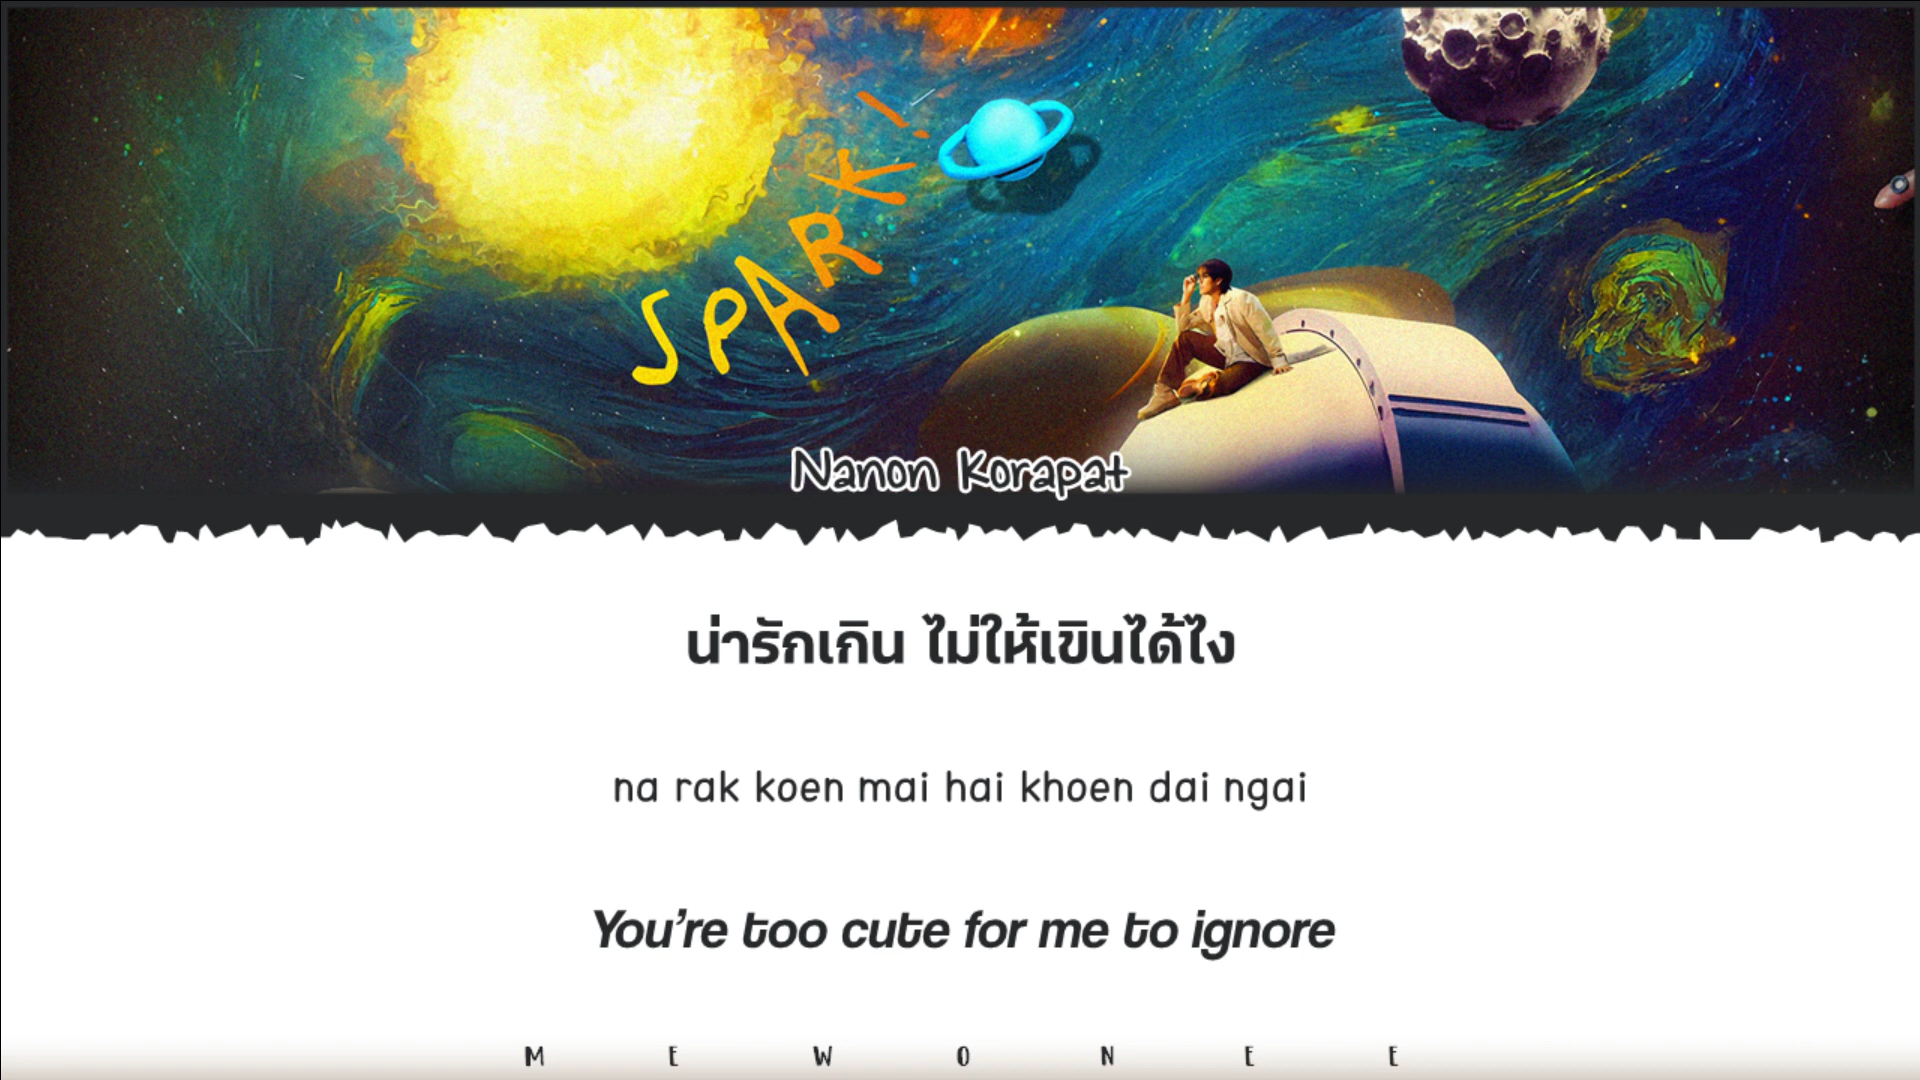 SPARK!
Nanon Korapat
น่ารักเกิน ไม่ให้เขินได้ไง
na rak koen mai hai khoen dai ngai
You're too cute for me to ignore
M E W O N E E